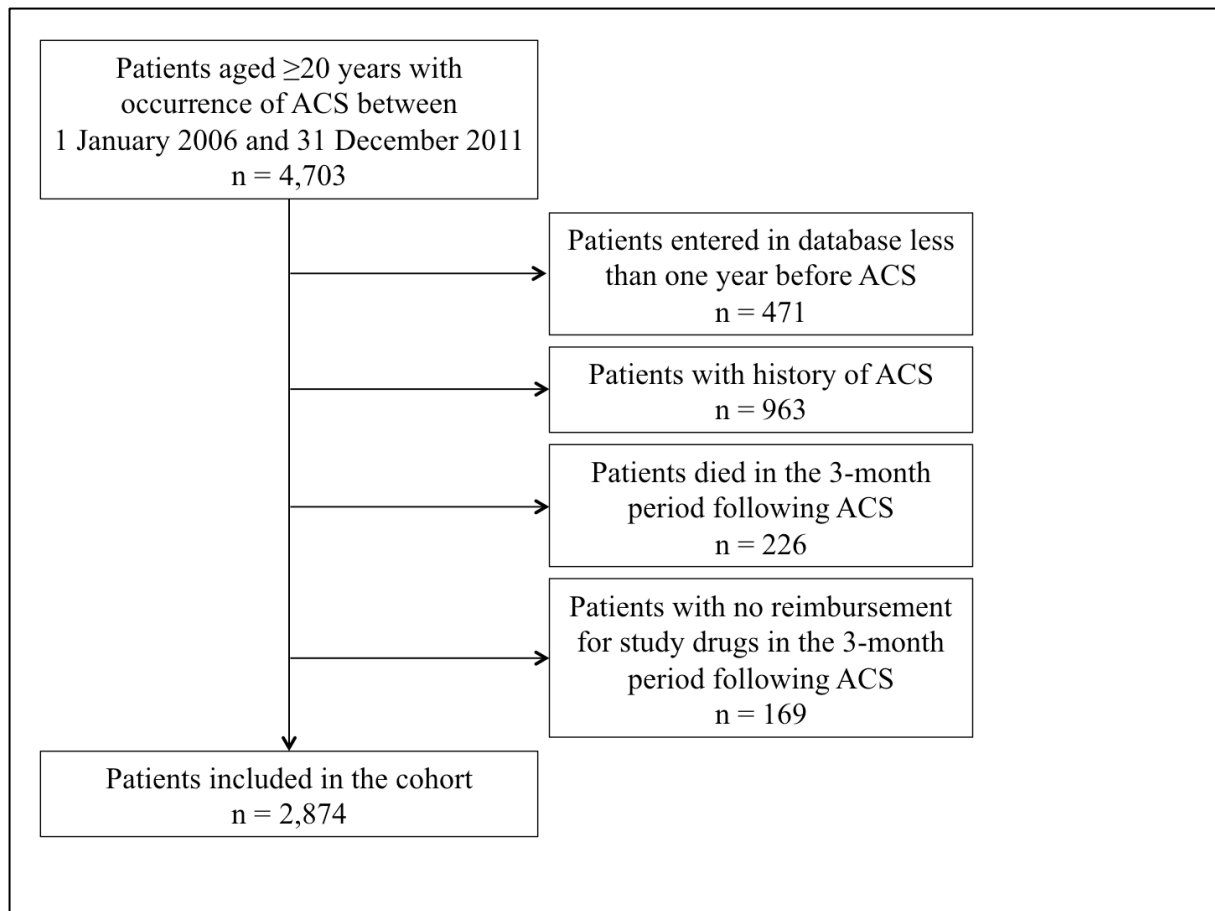 Patients aged ≥20 years with
occurrence of ACS between
1 January 2006 and 31 December 2011
n = 4,703
Patients entered in database less
than one year before ACS
n = 471
Patients with history of ACS
n = 963
Patients died in the 3-month
period following ACS
n = 226
Patients with no reimbursement
for study drugs in the 3-month
period following ACS
n = 169
Patients included in the cohort
n = 2,874